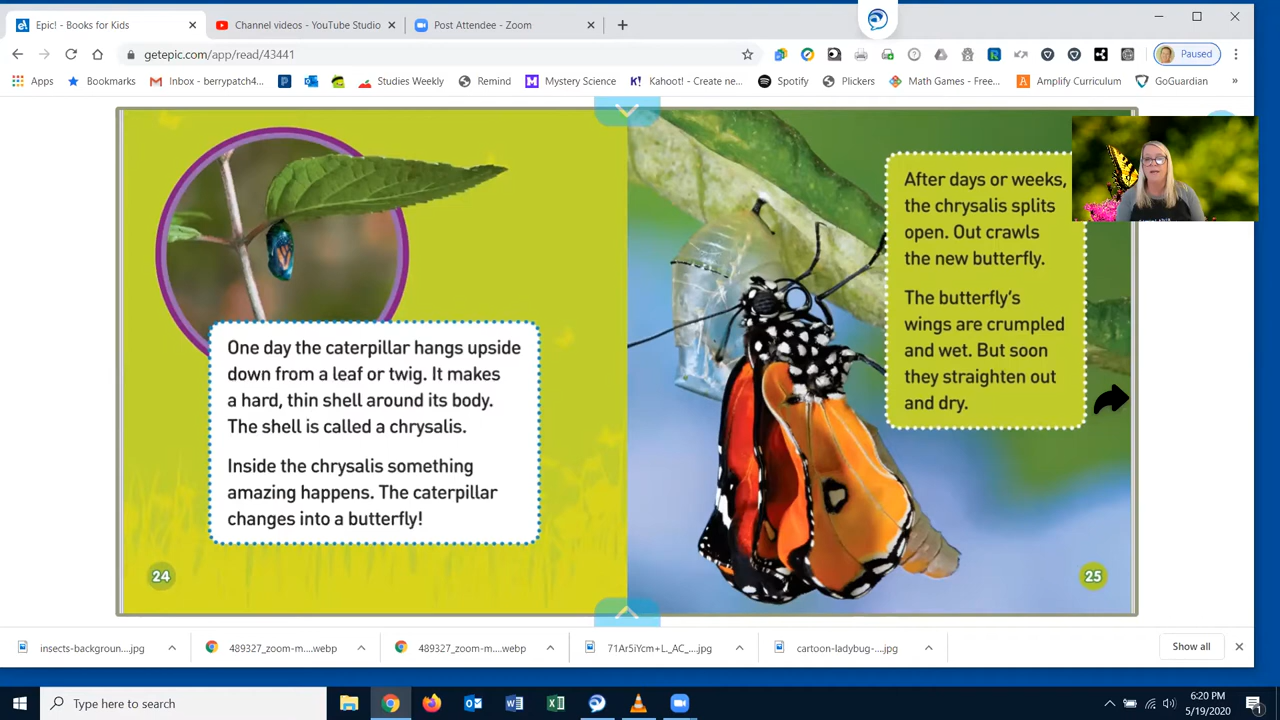 Epic! - Books for Kids
Channel videos - YouTube Studio
Post Attendee - Zoom
getepic.com/app/read/43441
Paused
Apps
Bookmarks
Inbox - berrypatch4...
Studies Weekly
Remind
Mystery Science
Kahoot! - Create ne...
Spotify
Plickers
Math Games - Free...
Amplify Curriculum
GoGuardian
One day the caterpillar hangs upside
down from a leaf or twig. It makes
a hard, thin shell around its body.
The shell is called a chrysalis.
Inside the chrysalis something
amazing happens. The caterpillar
changes into a butterfly!
24
After days or weeks,
the chrysalis splits
open. Out crawls
the new butterfly.
The butterfly's
wings are crumpled
and wet. But soon
they straighten out
and dry.
25
insects-backgroun....jpg
489327_zoom-m....webp
489327_zoom-m....webp
71Ar5iYcm+L._AC_....jpg
cartoon-ladybug-....jpg
Show all
Type here to search
6:20 PM
5/19/2020